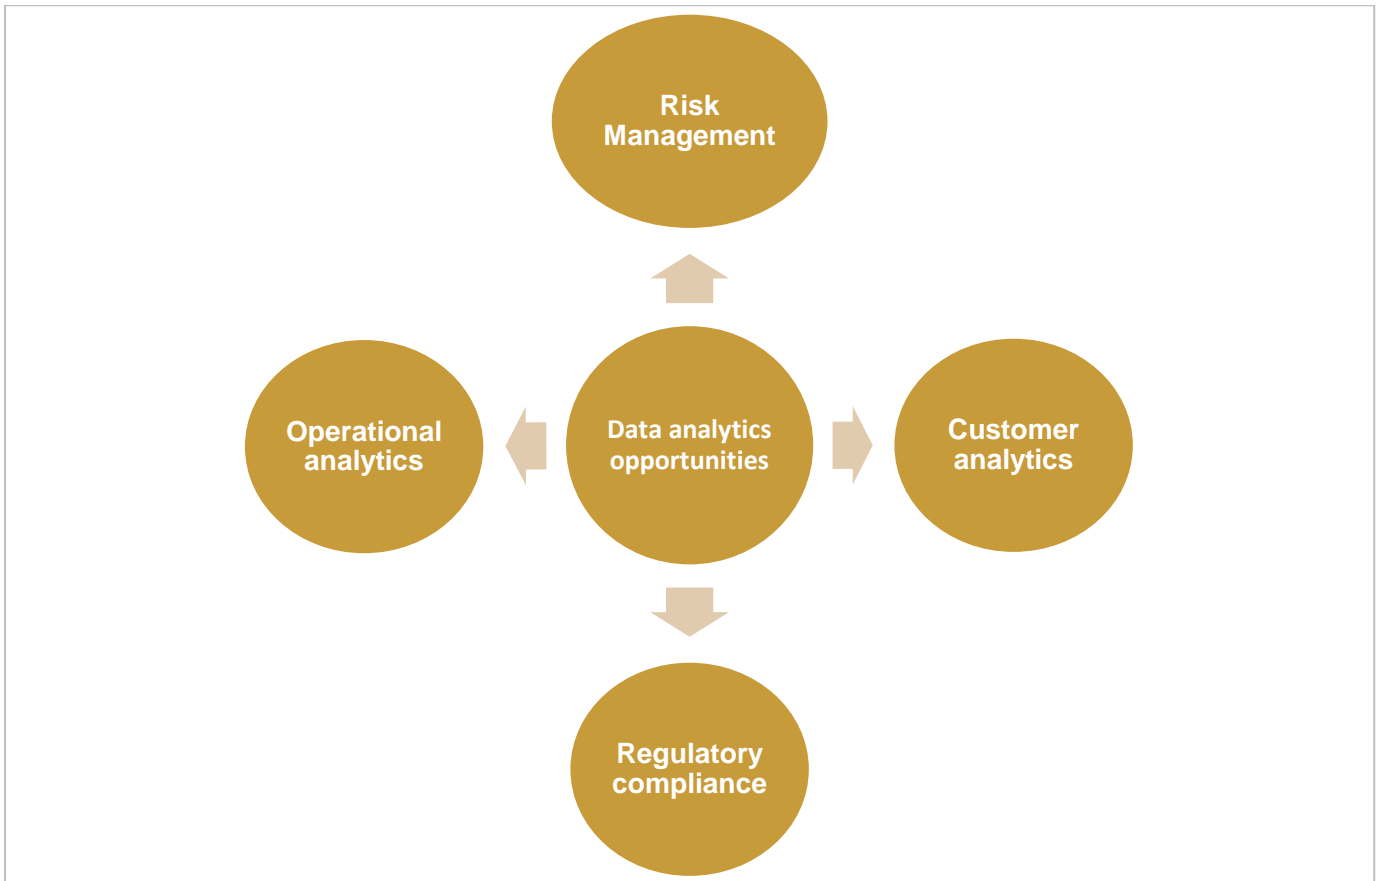 Risk
Management
Operational
analytics
Data analytics
opportunities
Customer
analytics
Regulatory
compliance